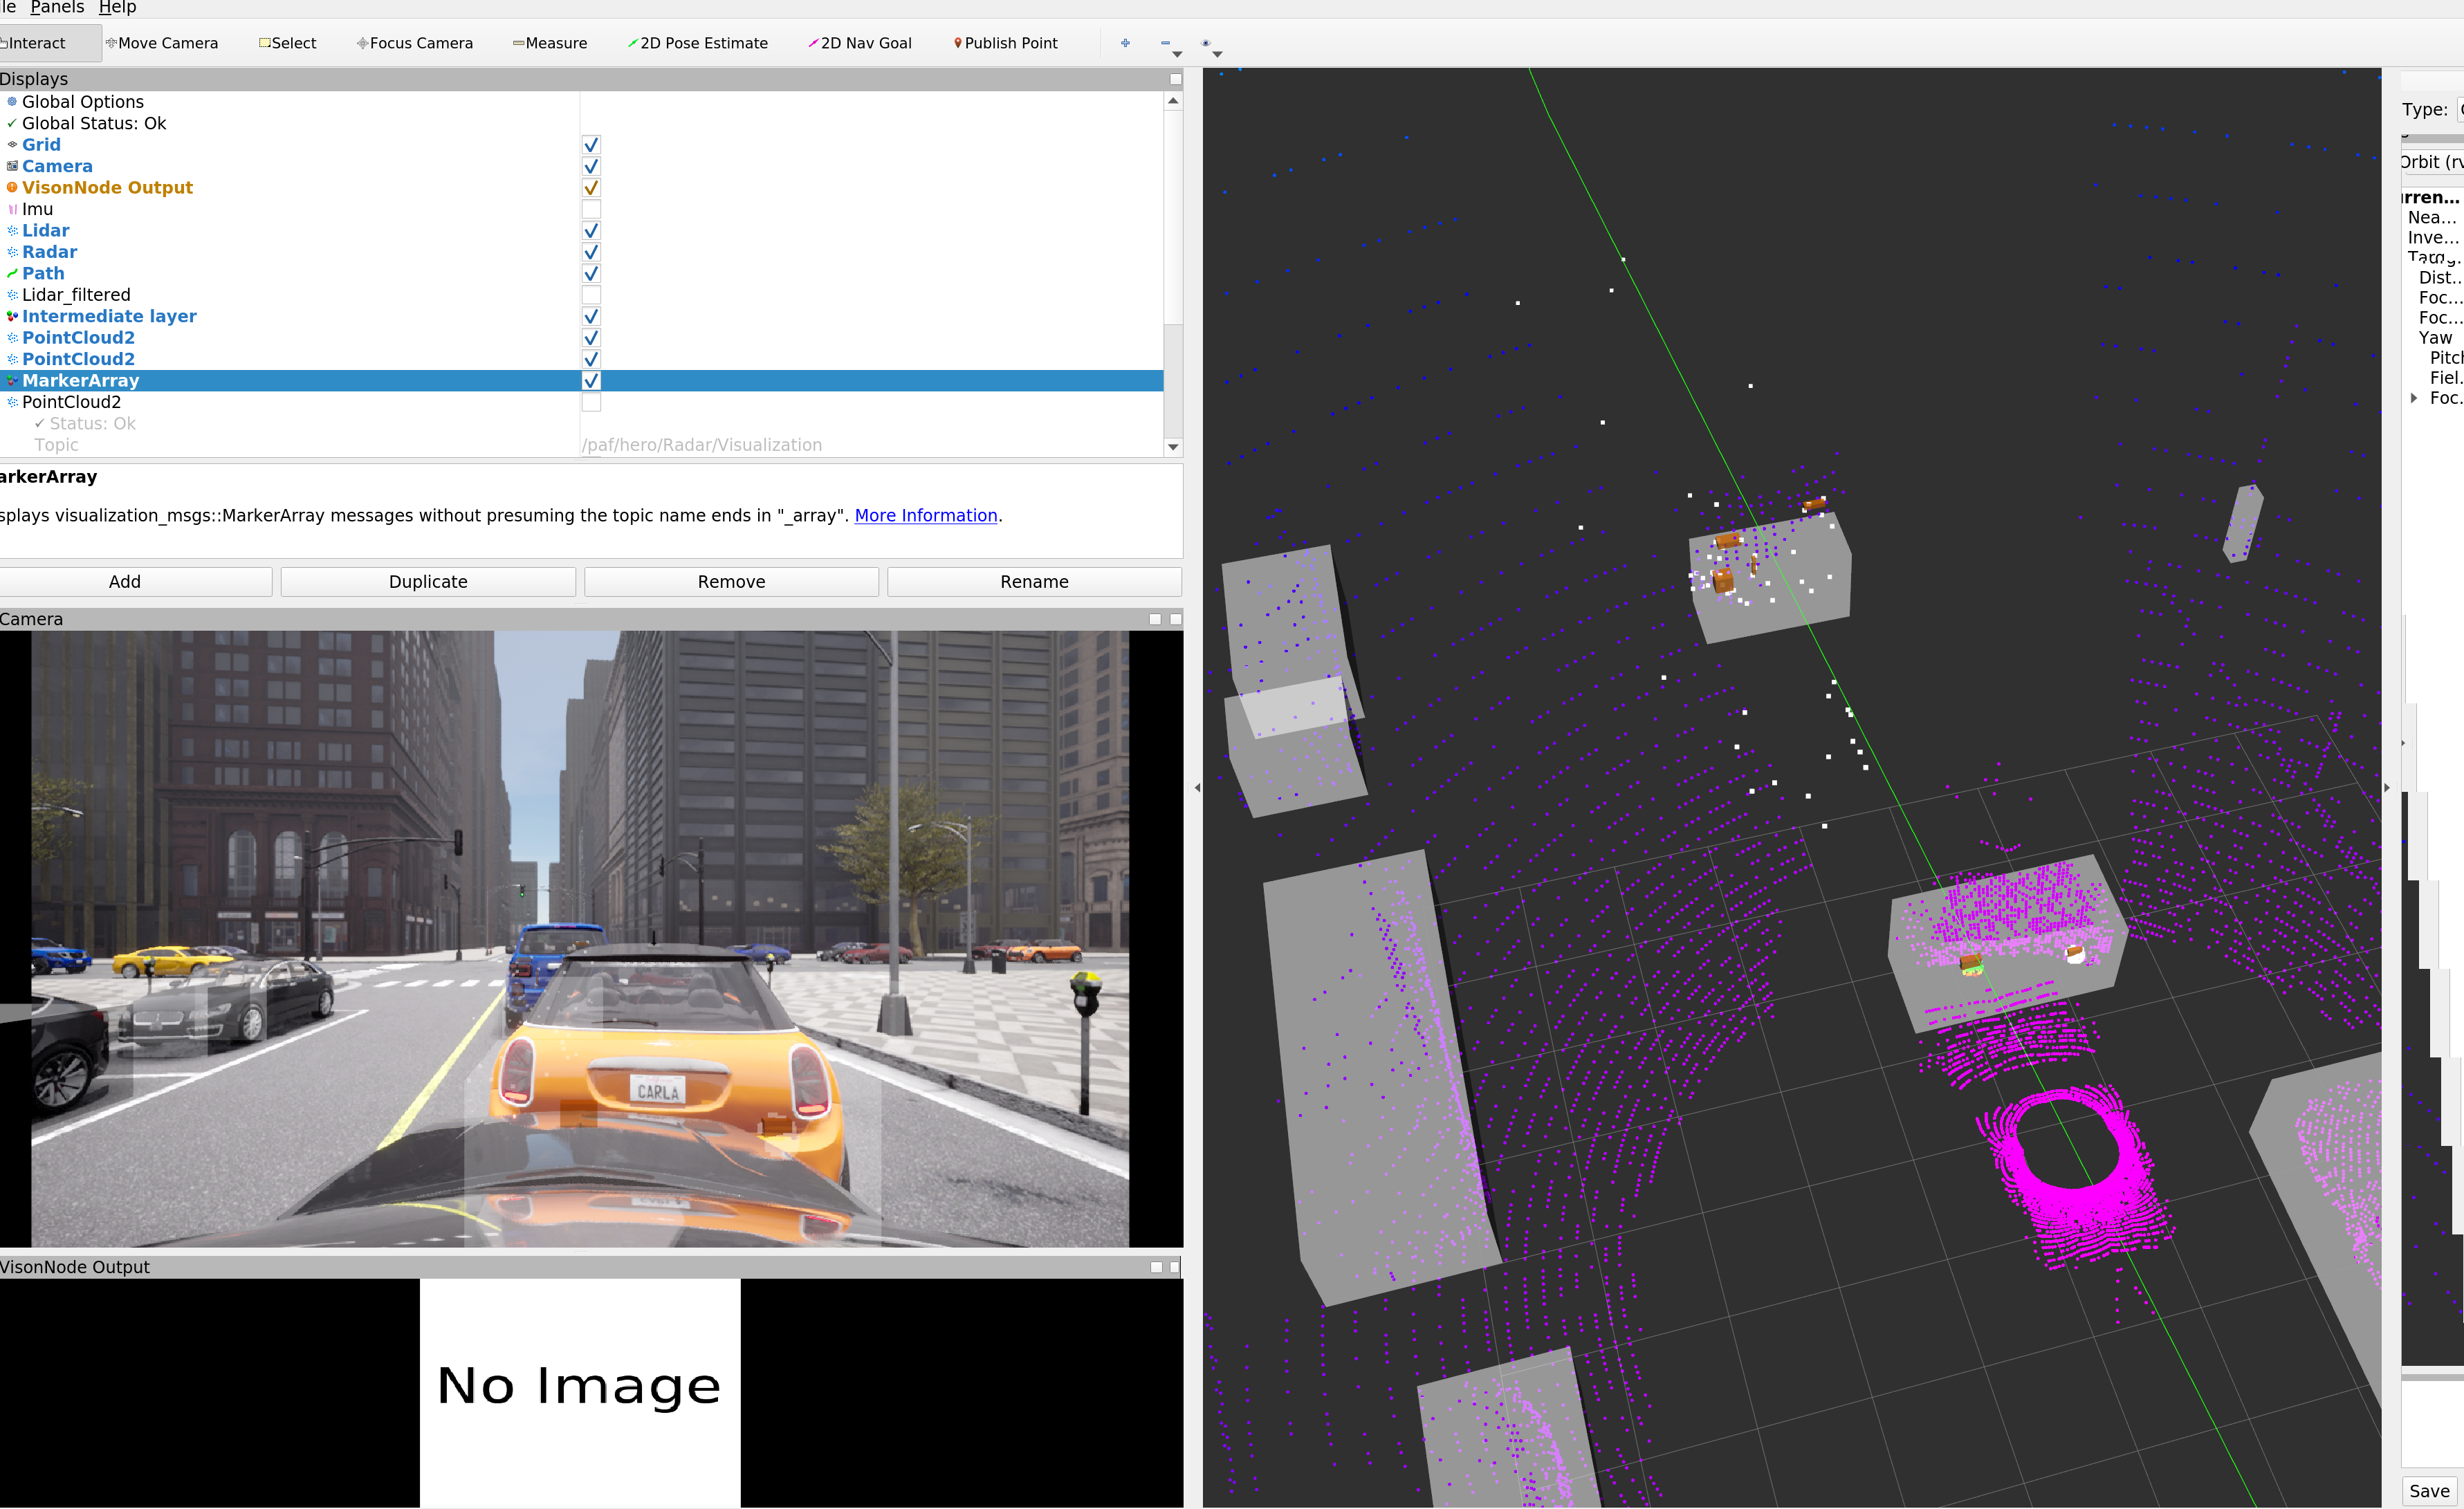 le Panels Help
Interact Move Camera Select Focus Camera Measure 2D Pose Estimate 2D Nav Goal Publish Point
Displays
Global Options
Global Status: Ok
Grid
Camera
VisonNode Output
Imu
Lidar
Radar
Path
Lidar_filtered
Intermediate layer
PointCloud2
PointCloud2
MarkerArray
PointCloud2
Status: Ok
Topic /paf/hero/Radar/Visualization
arkerArray
splays visualization_msgs::MarkerArray messages without presuming the topic name ends in "_array". More Information.
Add Duplicate Remove Rename
Camera
CARLA
VisonNode Output
No Image
Type:
Orbit (rv
urren...
Nea...
Inve...
Dist...
Foc...
Foc...
Yaw
Pitch
Fiel...
Foc...
Save